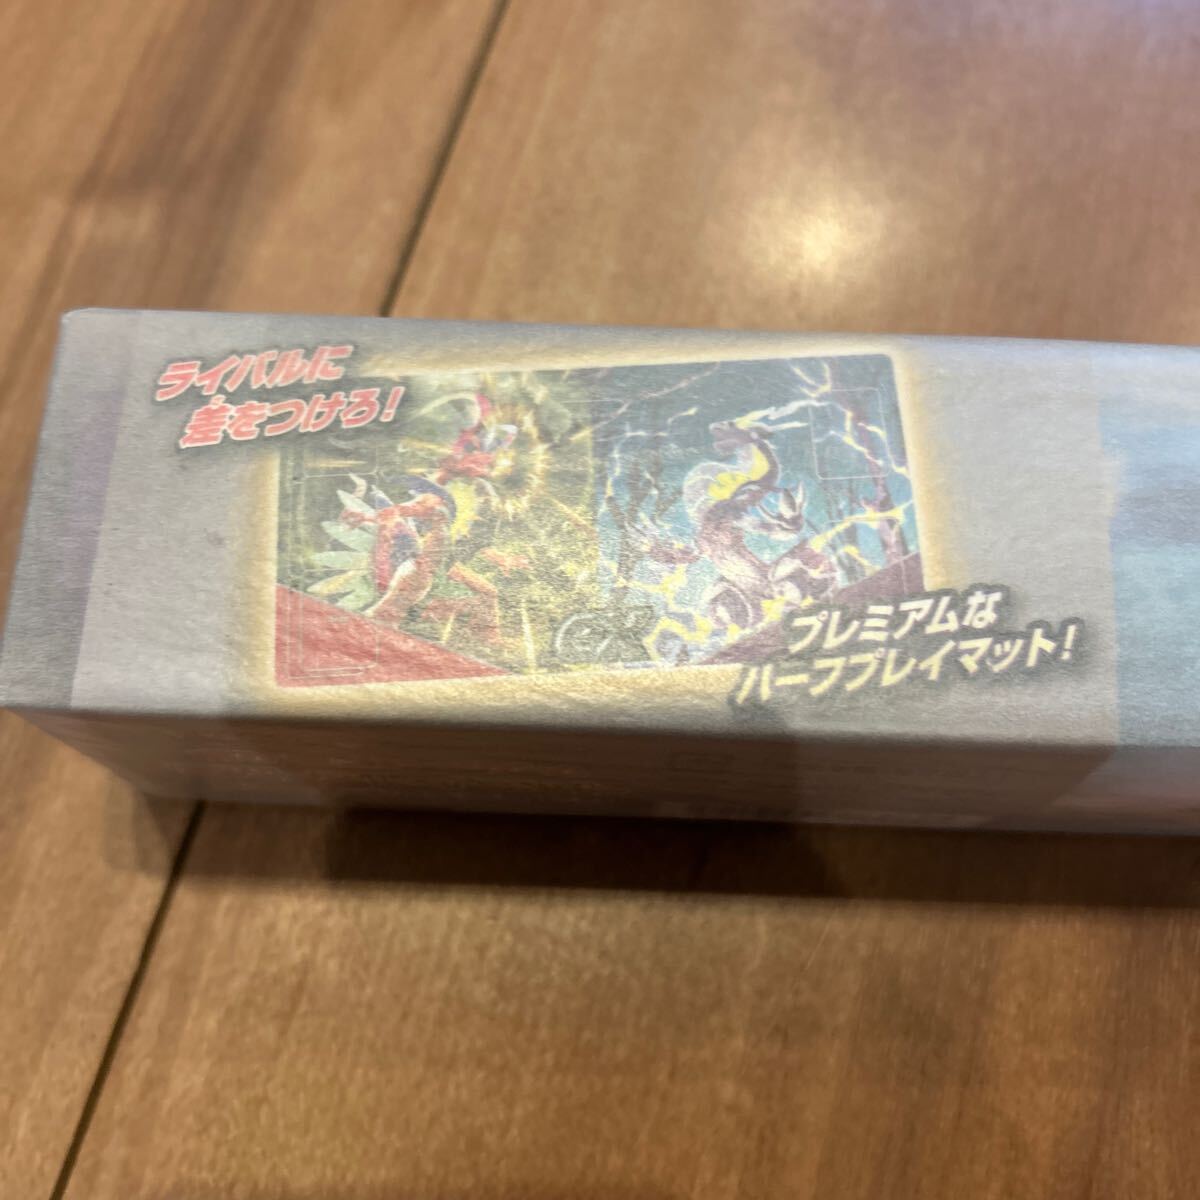 ライバルに
差をつけろ!
ex
プレミアムな
ハーフプレイマット!